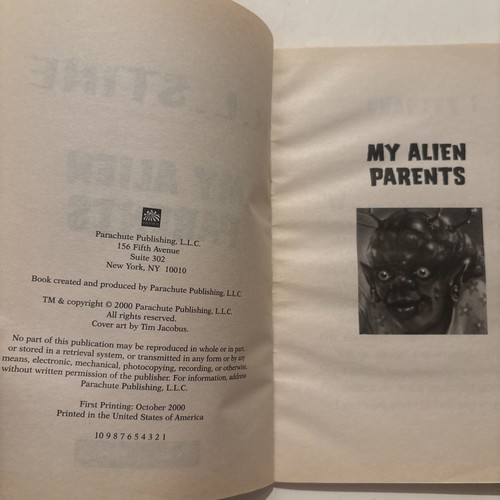 Parachute Publishing, L.L.C.
156 Fifth Avenue
Suite 302
New York, NY 10010
Book created and produced by Parachute Publishing, L.L.C.
TM & copyright © 2000 Parachute Publishing, L.L.C.
All rights reserved.
Cover art by Tim Jacobus.
No part of this publication may be reproduced in whole or in part,
or stored in a retrieval system, or transmitted in any form or by any
means, electronic, mechanical, photocopying, recording, or otherwise,
without written permission of the publisher. For information, address
Parachute Publishing, L.L.C.
First Printing: October 2000
Printed in the United States of America
10 9 8 7 6 5 4 3 2 1
MY ALIEN
PARENTS